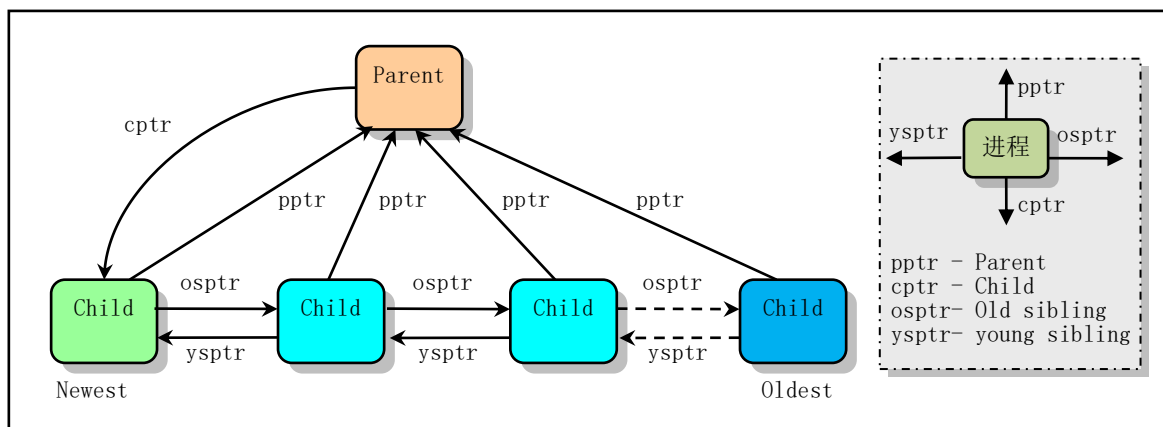 Parent
cptr
pptr
pptr
pptr
pptr
Child
osptr
ysptr
Child
osptr
ysptr
Child
osptr
ysptr
Child
Newest
Oldest
pptr
ysptr
进程
osptr
cptr
pptr - Parent
cptr - Child
osptr- Old sibling
ysptr- young sibling